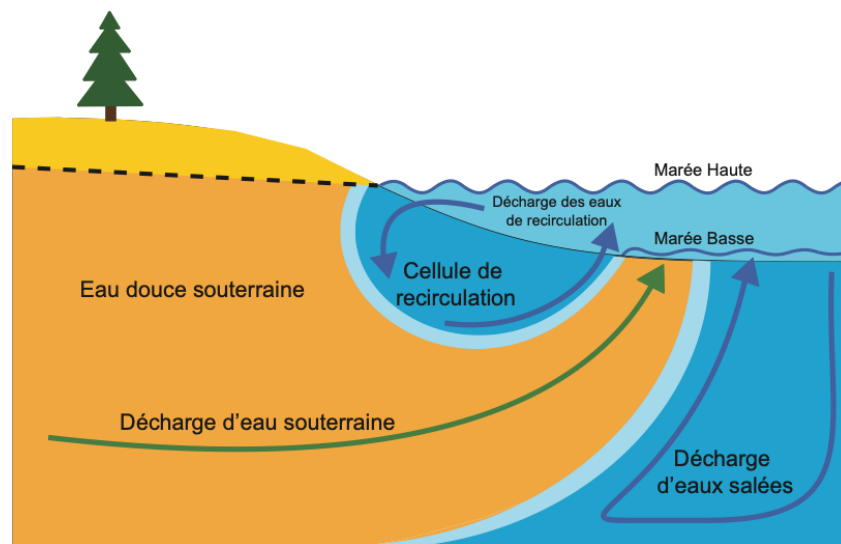 Marée Haute
Décharge des eaux
de recirculation
Marée Basse
Cellule de
recirculation
Eau douce souterraine
Décharge d'eau souterraine
Décharge
d'eaux salées